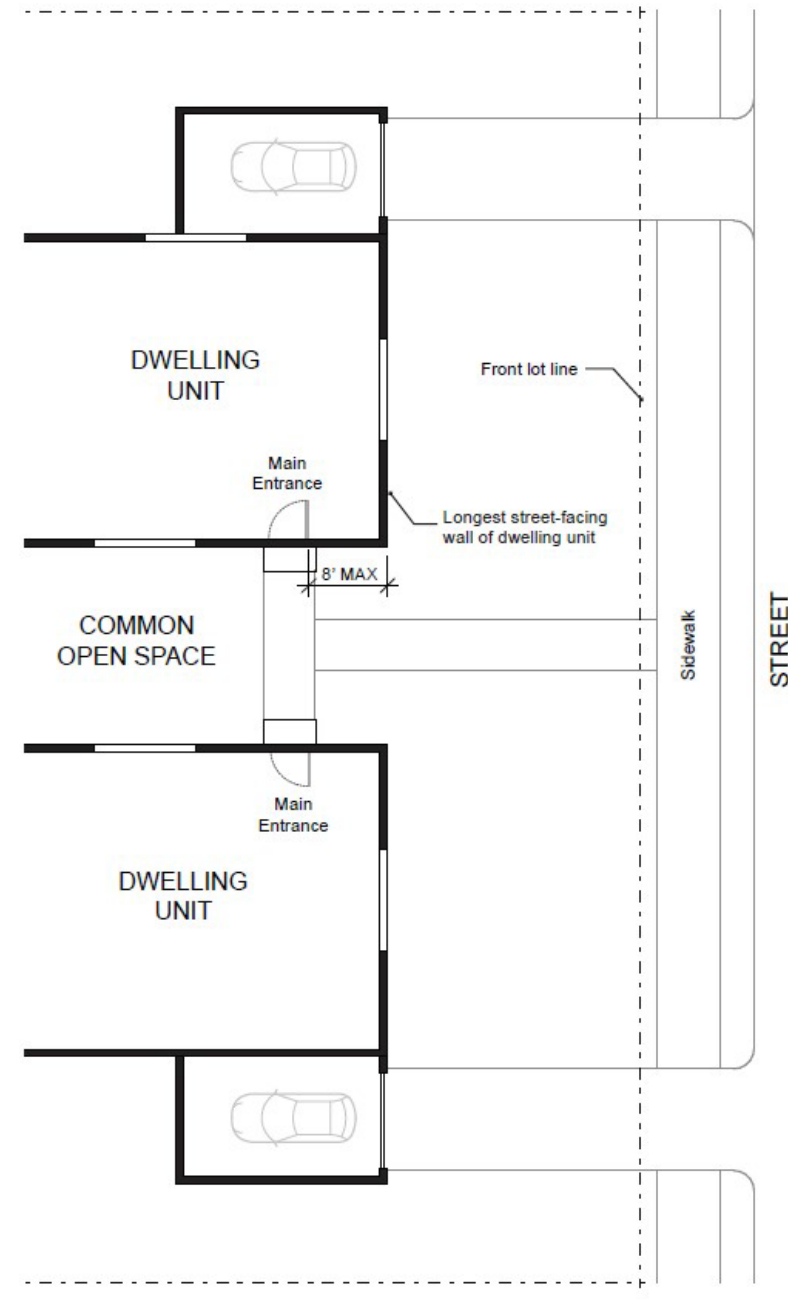 DWELLING
UNIT
Front lot line
Main
Entrance
Longest street-facing
wall of dwelling unit
8' MAX
COMMON
OPEN SPACE
Sidewalk
STREET
Main
Entrance
DWELLING
UNIT